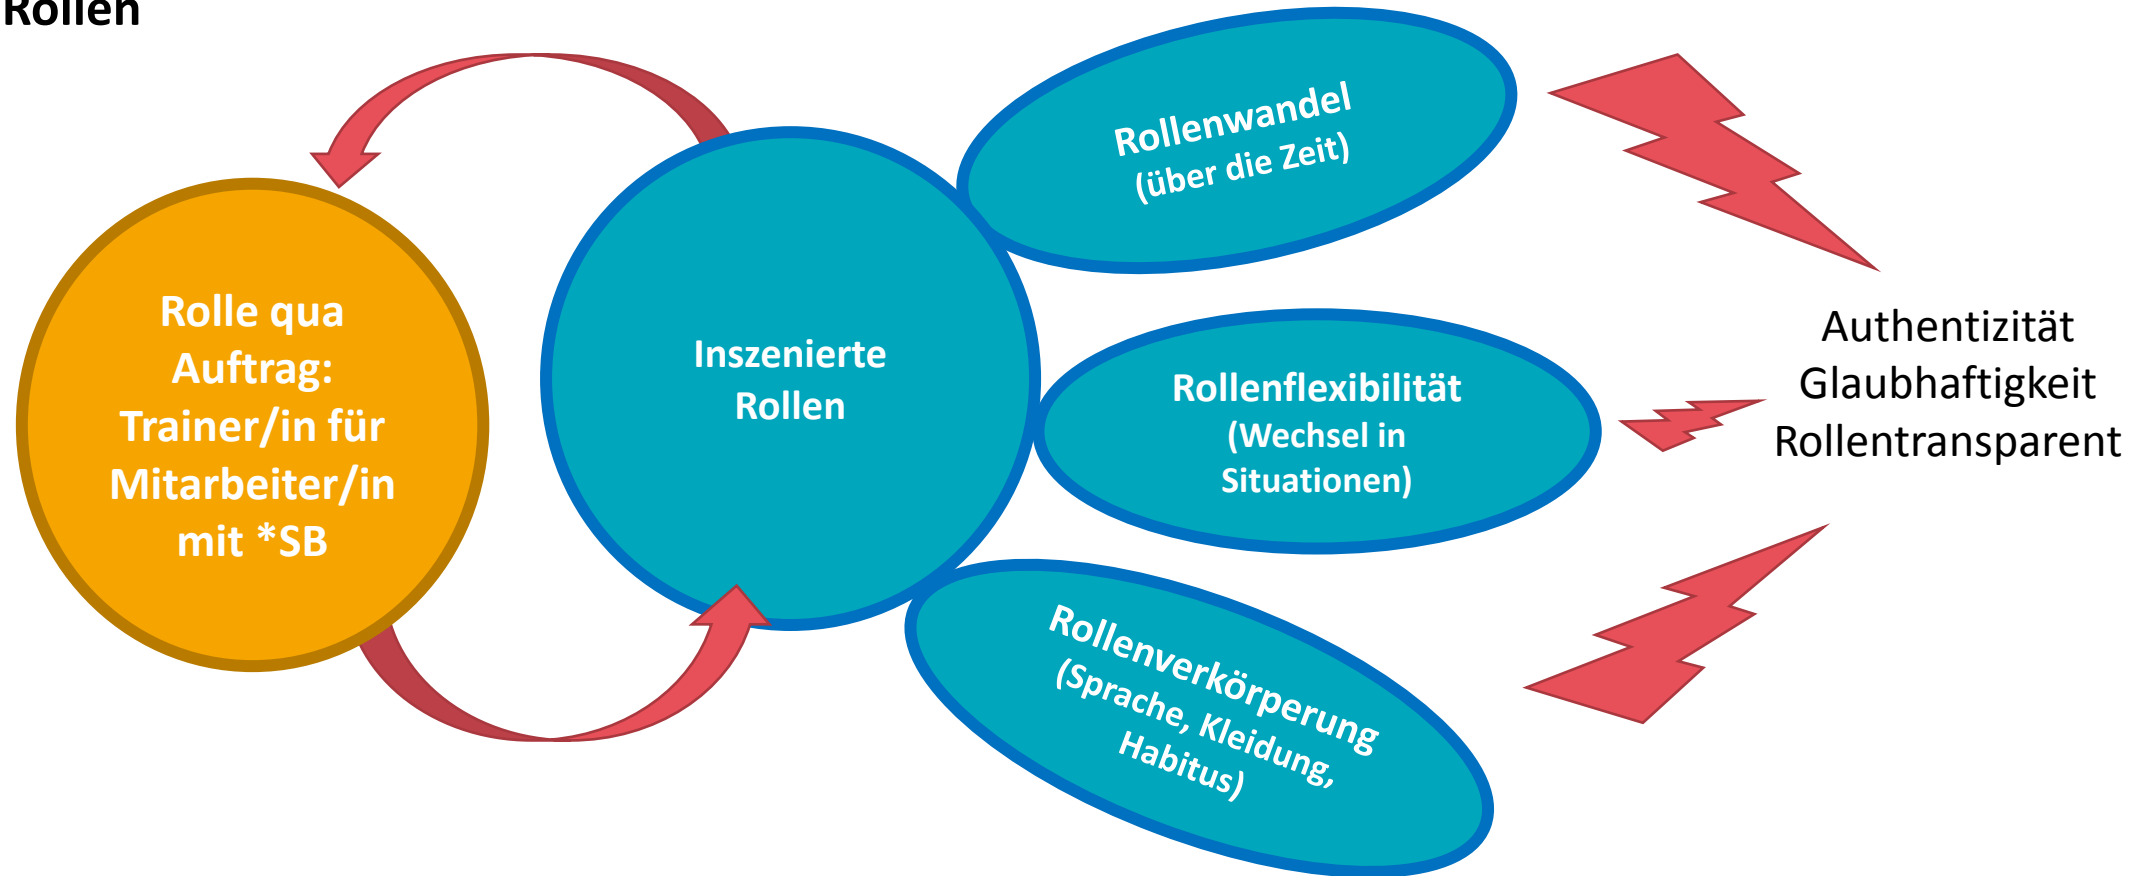 Rollen
Rolle qua
Auftrag:
Trainer/in für
Mitarbeiter/in
mit *SB
Inszenierte
Rollen
Rollenwandel
(über die Zeit)
Rollenflexibilität
(Wechsel in
Situationen)
Rollenverkörperung
(Sprache, Kleidung,
Habitus)
Authentizität
Glaubhaftigkeit
Rollentransparent